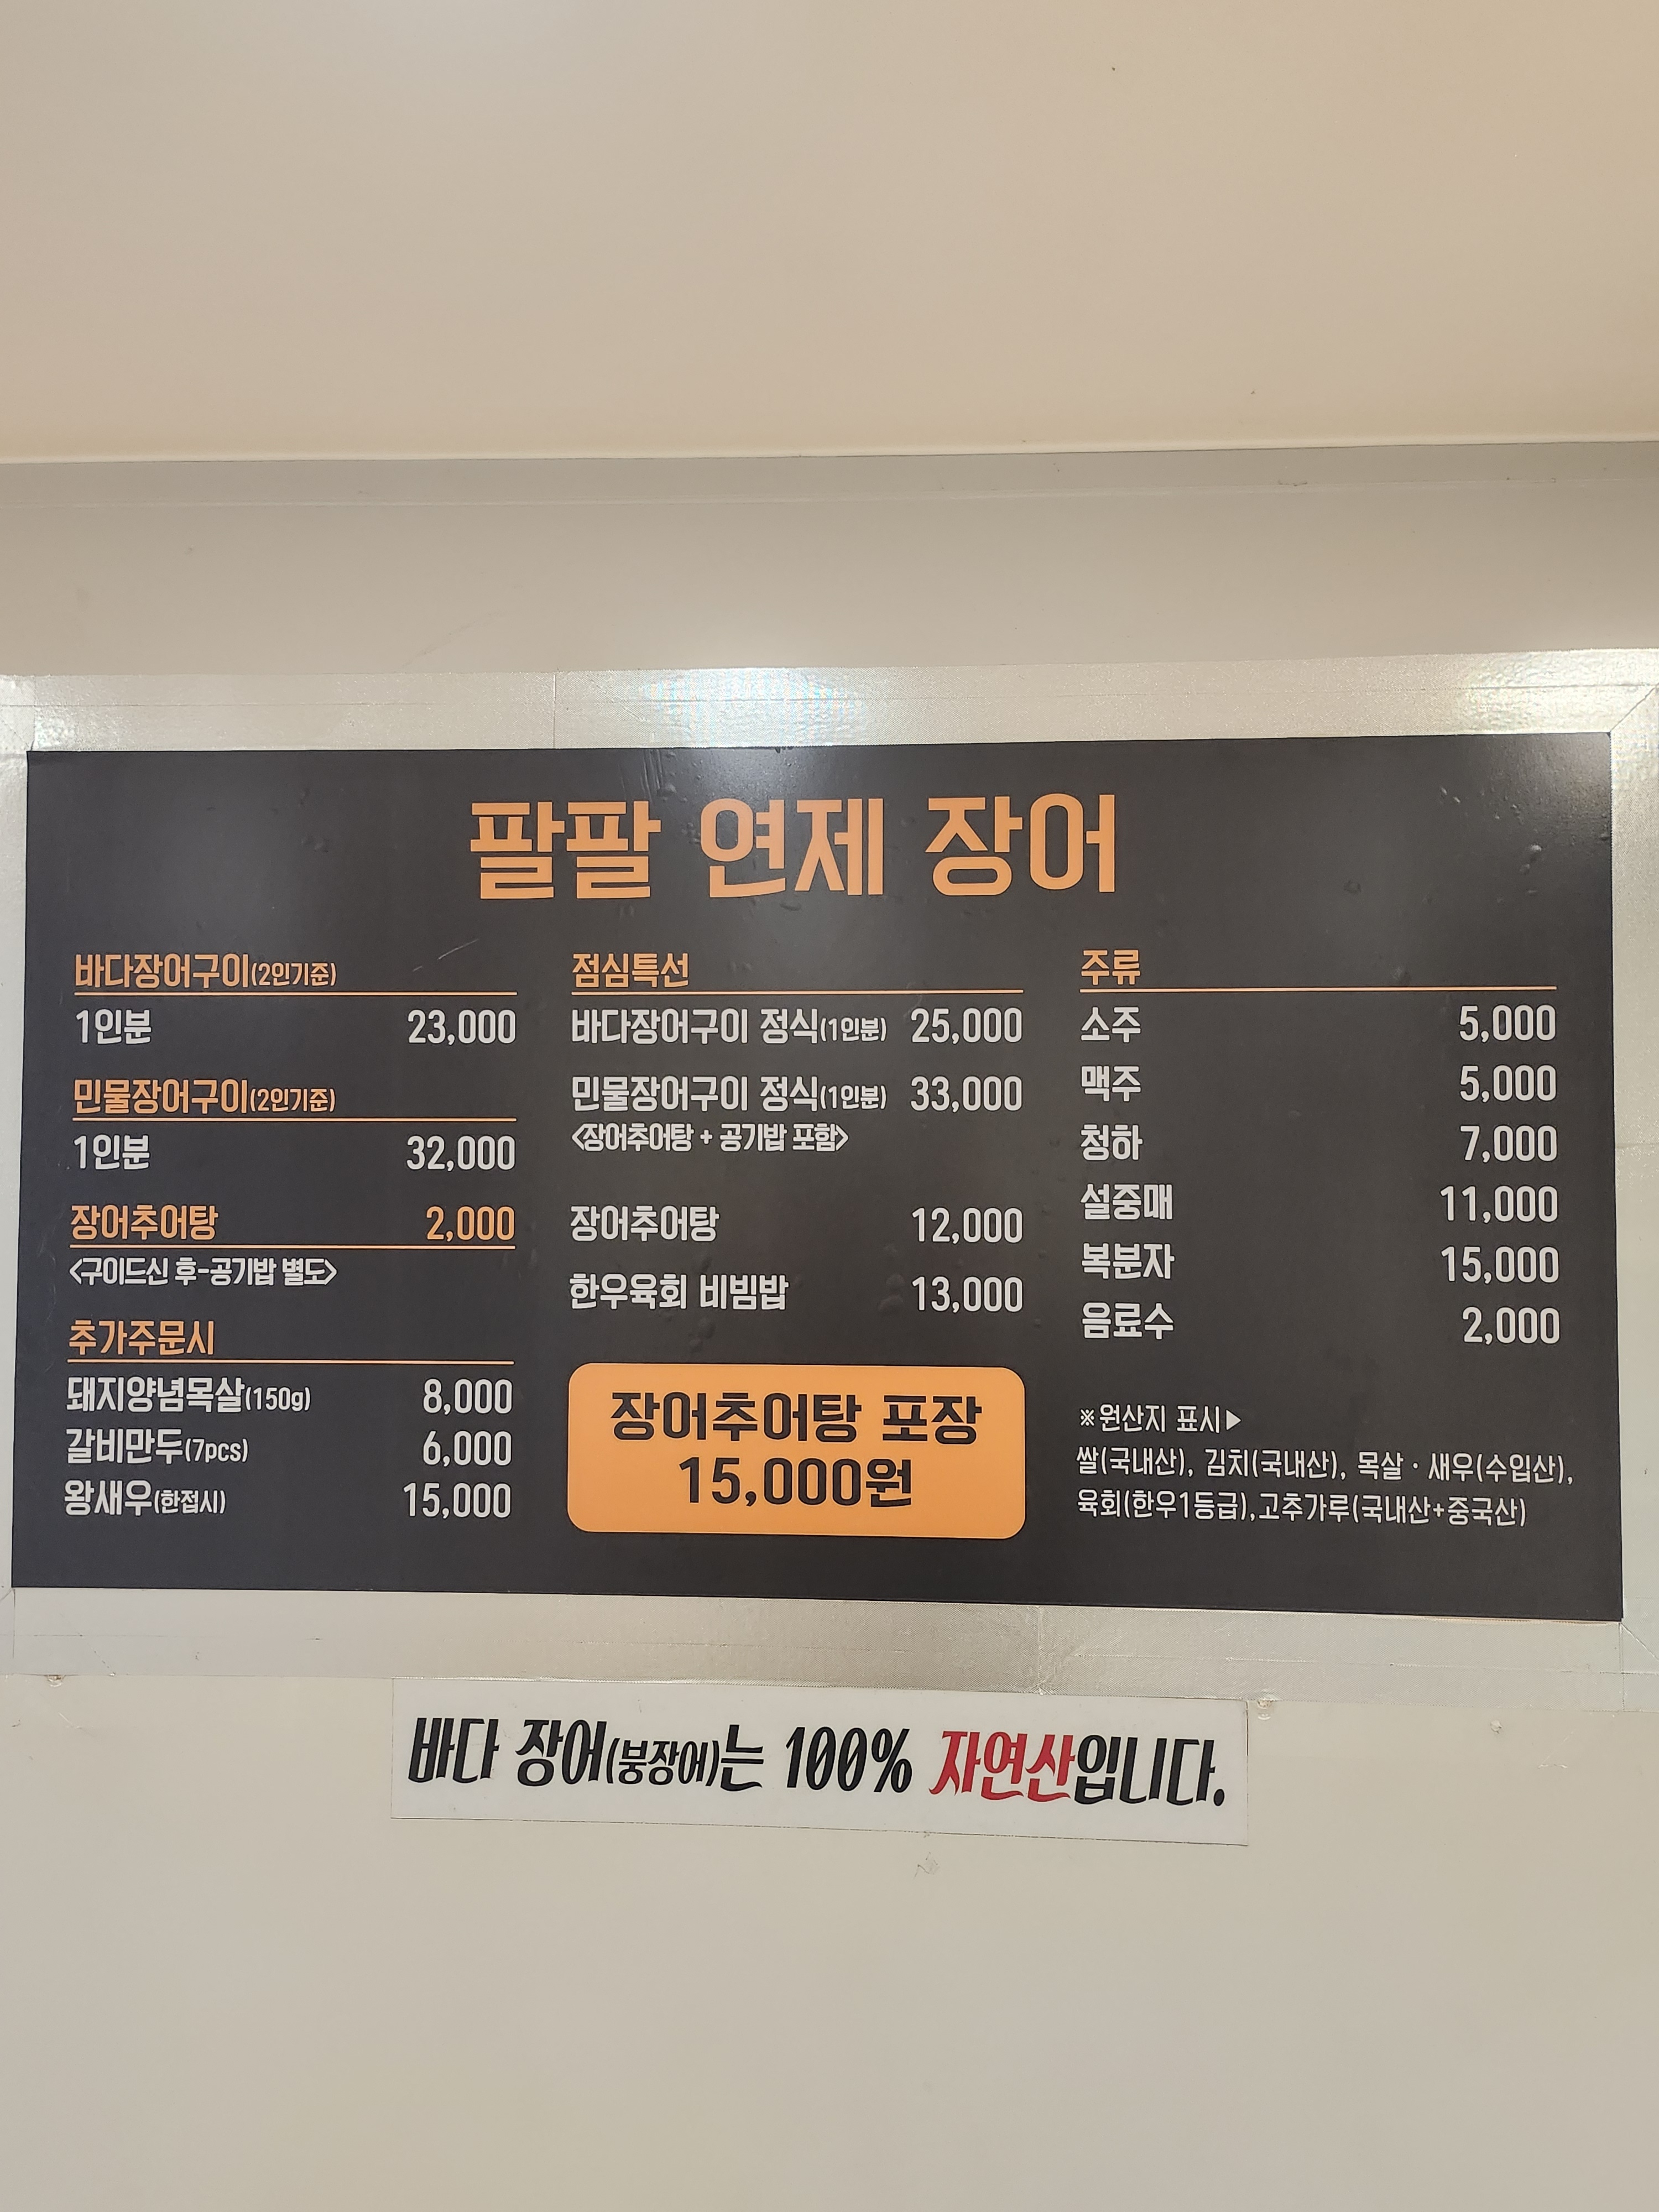 팔팔 연제 장어
바다장어구이(2인기준)
1인분 23,000
민물장어구이(2인기준)
1인분 32,000
장어추어탕 2,000
<구이드신 후-공기밥 별도>
추가주문시
돼지양념목살(150g) 8,000
갈비만두(7pcs) 6,000
왕새우(한접시) 15,000
점심특선
바다장어구이 정식(1인분) 25,000
민물장어구이 정식(1인분) 33,000
<장어추어탕 + 공기밥 포함>
장어추어탕 12,000
한우육회 비빔밥 13,000
장어추어탕 포장
15,000원
주류
소주 5,000
맥주 5,000
청하 7,000
설중매 11,000
복분자 15,000
음료수 2,000
※원산지 표시▶
쌀(국내산), 김치(국내산), 목살·새우(수입산),
육회(한우1등급),고추가루(국내산+중국산)
바다 장어(붕장어)는 100% 자연산입니다.